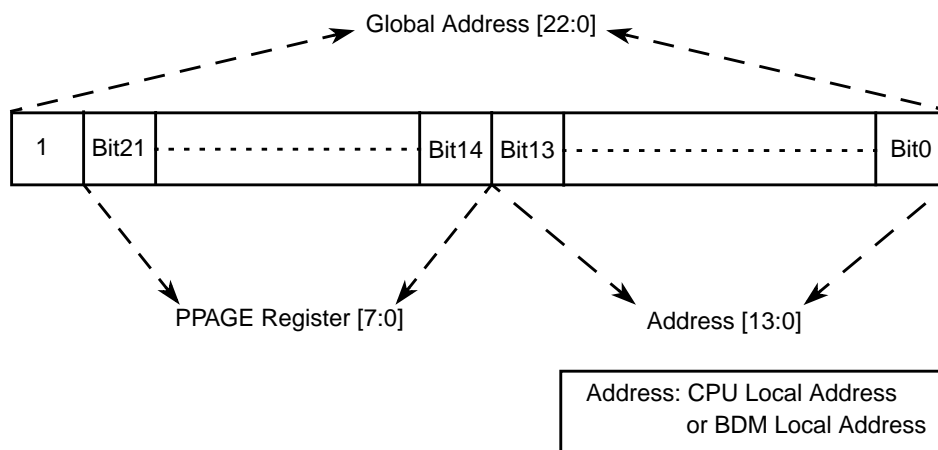 Global Address [22:0]
1 Bit21 Bit14 Bit13 Bit0
PPAGE Register [7:0] Address [13:0]
Address: CPU Local Address
or BDM Local Address